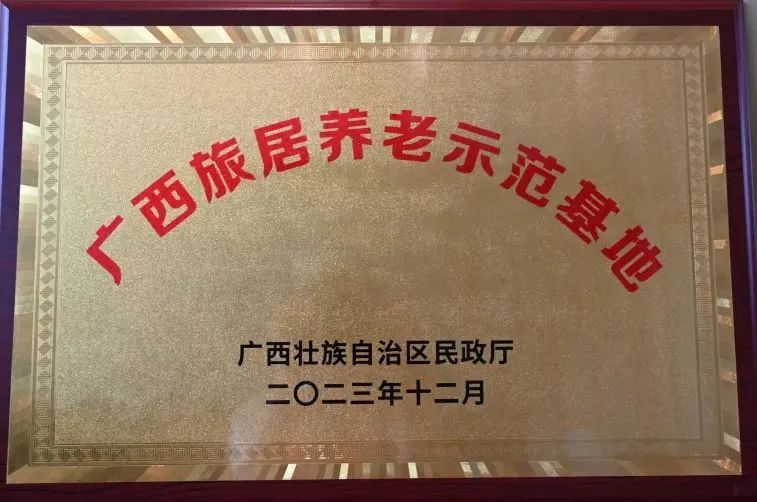 广西旅居养老示范基地
广西壮族自治区民政厅
二〇二三年十二月